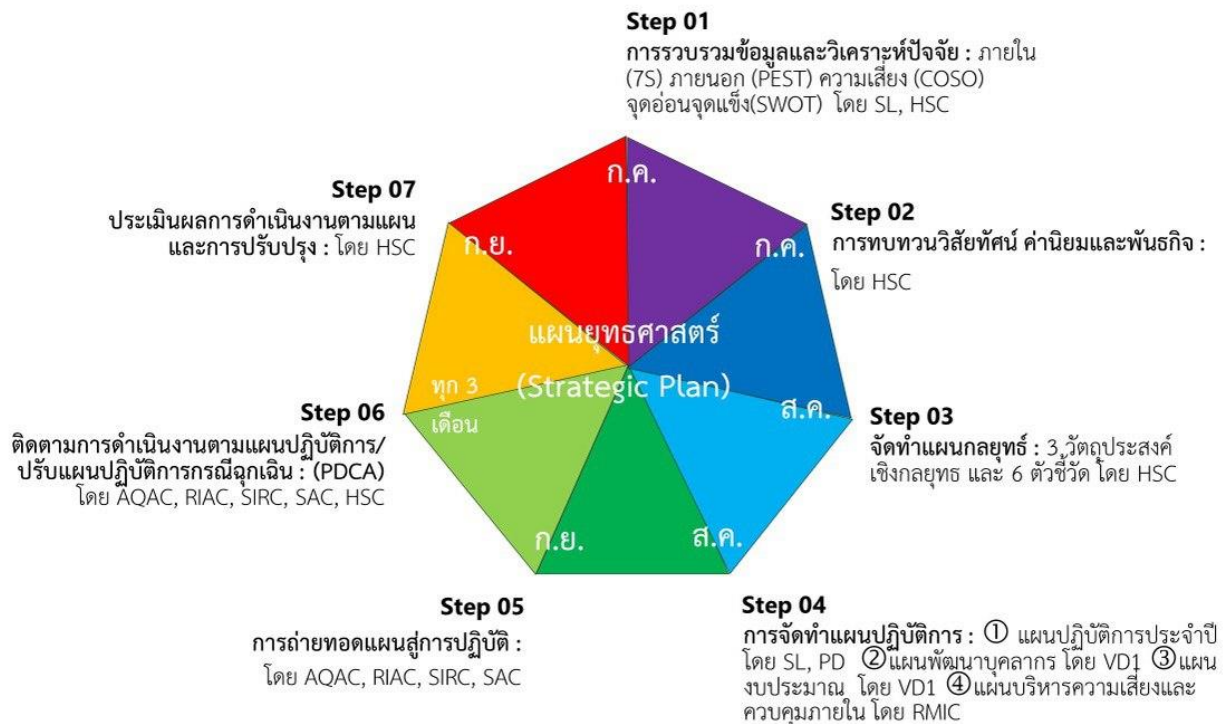 Step 01
การรวบรวมข้อมูลและวิเคราะห์ปัจจัย : ภายใน
(7S) ภายนอก (PEST) ความเสี่ยง (COSO)
จุดอ่อนจุดแข็ง(SWOT) โดย SL, HSC
ก.ค.
Step 02
การทบทวนวิสัยทัศน์ ค่านิยมและพันธกิจ :
โดย HSC
ก.ค.
Step 03
จัดทำแผนกลยุทธ์ : 3 วัตถุประสงค์
เชิงกลยุทธ และ 6 ตัวชี้วัด โดย HSC
ส.ค.
Step 04
การจัดทำแผนปฏิบัติการ : ① แผนปฏิบัติการประจำปี
โดย SL, PD ②แผนพัฒนาบุคลากร โดย VD1 ③แผน
งบประมาณ โดย VD1 ④แผนบริหารความเสี่ยงและ
ควบคุมภายใน โดย RMIC
ส.ค.
Step 05
การถ่ายทอดแผนสู่การปฏิบัติ :
โดย AQAC, RIAC, SIRC, SAC
ก.ย.
Step 06
ติดตามการดำเนินงานตามแผนปฏิบัติการ/
ปรับแผนปฏิบัติการกรณีฉุกเฉิน : (PDCA)
โดย AQAC, RIAC, SIRC, SAC, HSC
ทุก 3
เดือน
Step 07
ประเมินผลการดำเนินงานตามแผน
และการปรับปรุง : โดย HSC
ก.ย.
แผนยุทธศาสตร์
(Strategic Plan)